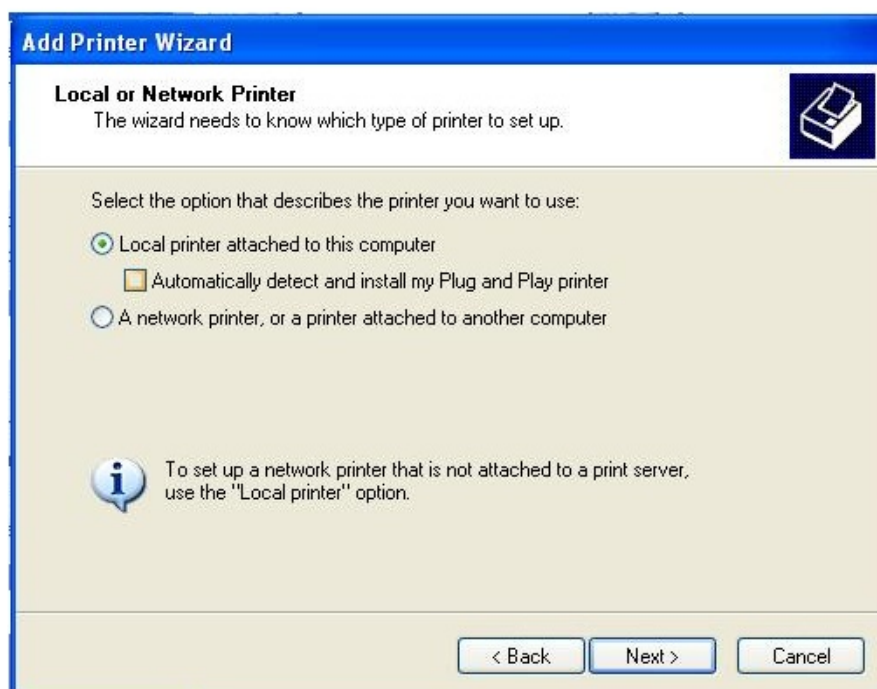 Add Printer Wizard
Local or Network Printer
The wizard needs to know which type of printer to set up.
Select the option that describes the printer you want to use:
Local printer attached to this computer
Automatically detect and install my Plug and Play printer
A network printer, or a printer attached to another computer
To set up a network printer that is not attached to a print server,
use the "Local printer" option.
< Back
Next >
Cancel